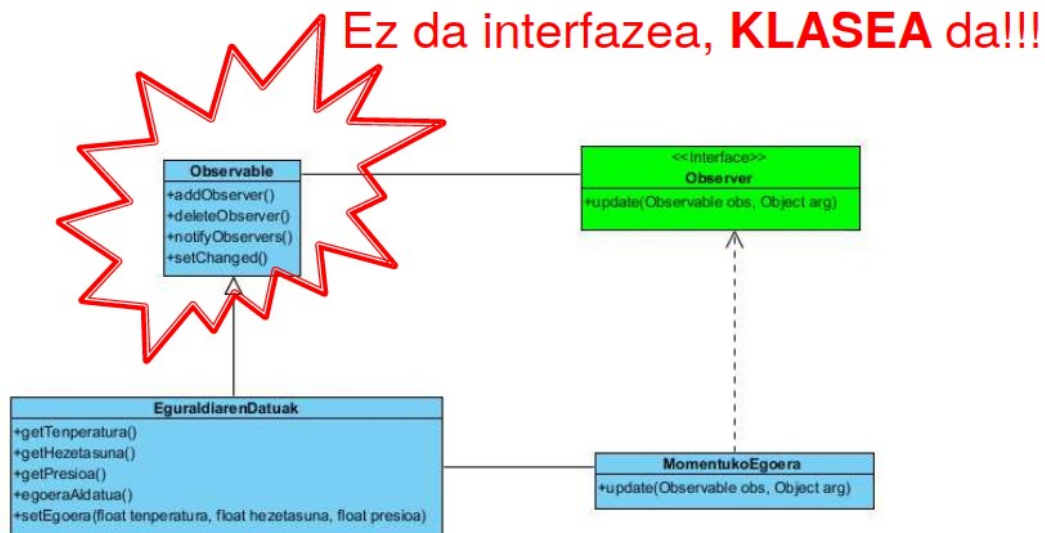 Ez da interfazea, KLASEA da!!!
Observable
+addObserver()
+deleteObserver()
+notifyObservers()
+setChanged()
<<Interface>>
Observer
+update(Observable obs, Object arg)
EguraldiarenDatuak
+getTenperatura()
+getHezetasuna()
+getPresioa()
+egoeraAldatua()
+setEgoera(float tenperatura, float hezetasuna, float presioa)
MomentukoEgoera
+update(Observable obs, Object arg)